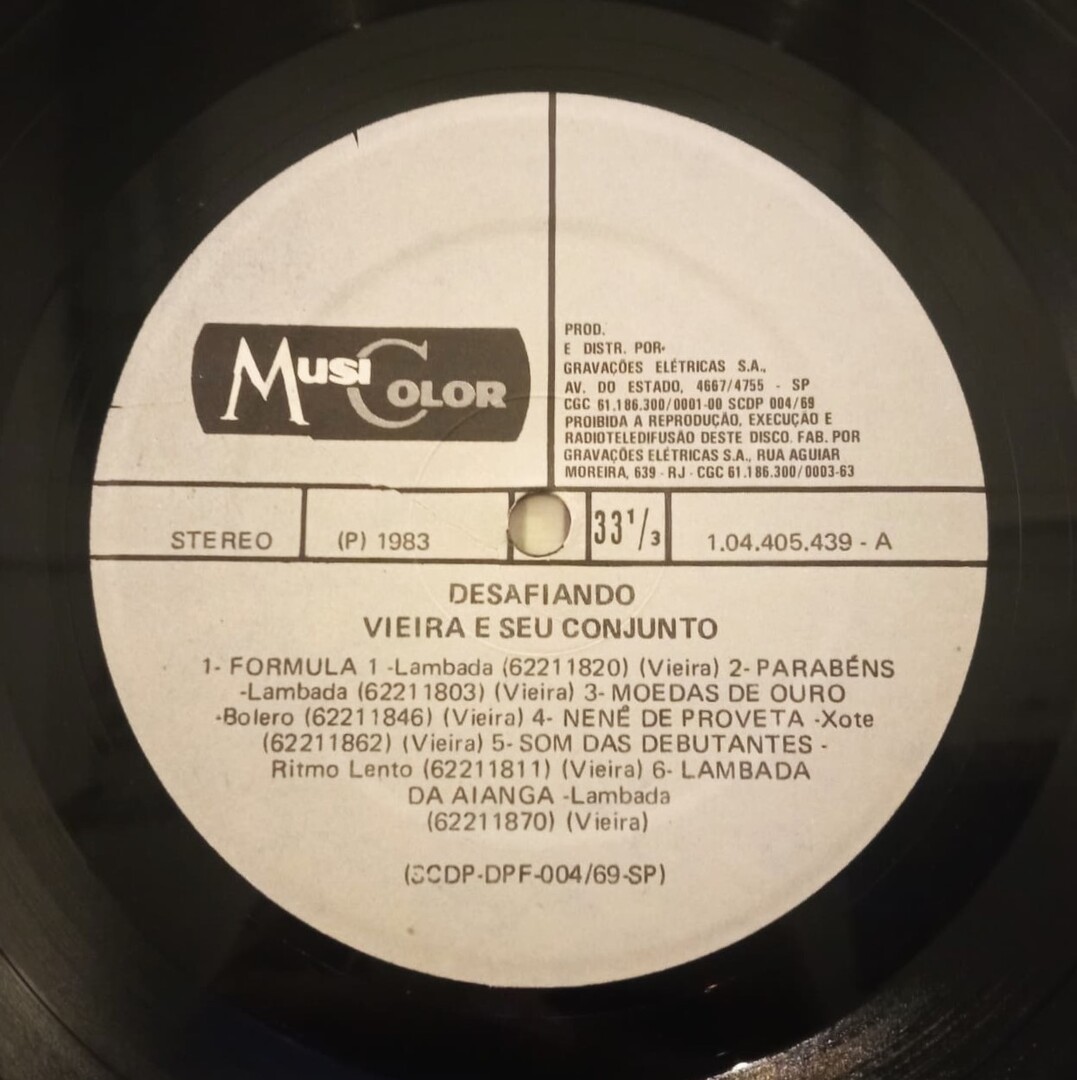 MUSICOLOR
PROD.
E DISTR. POR:
GRAVAÇÕES ELÉTRICAS S.A.,
AV. DO ESTADO, 4667/4755 - SP
CGC 61.186.300/0001-00 SCDP 004/69
PROIBIDA A REPRODUÇÃO, EXECUÇÃO E
RADIOTELEDIFUSÃO DESTE DISCO. FAB. POR
GRAVAÇÕES ELÉTRICAS S.A., RUA AGUIAR
MOREIRA, 639 - RJ - CGC 61.186.300/0003-63
STEREO (P) 1983 33 1/3 1.04.405.439 - A
DESAFIANDO
VIEIRA E SEU CONJUNTO
1- FORMULA 1 -Lambada (62211820) (Vieira) 2- PARABÉNS
-Lambada (62211803) (Vieira) 3- MOEDAS DE OURO
-Bolero (62211846) (Vieira) 4- NENÊ DE PROVETA -Xote
(62211862) (Vieira) 5- SOM DAS DEBUTANTES -
Ritmo Lento (62211811) (Vieira) 6- LAMBADA
DA AIANGA -Lambada
(62211870) (Vieira)
(SCDP-DPF-004/69-SP)